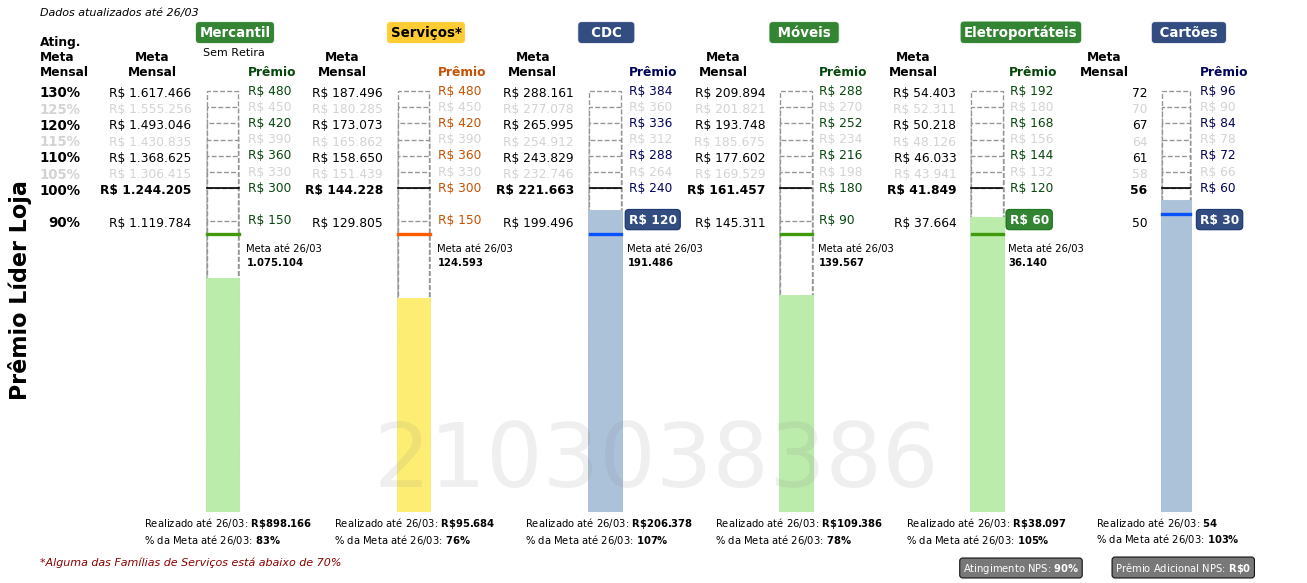 Dados atualizados até 26/03
Mercantil Serviços* CDC Móveis Eletroportáteis Cartões
Sem Retira
Ating. Meta Mensal Meta Mensal Prêmio Meta Mensal Prêmio Meta Mensal Prêmio Meta Mensal Prêmio Meta Mensal Prêmio Meta Mensal Prêmio
130% R$ 1.617.466 R$ 480 R$ 187.496 R$ 480 R$ 288.161 R$ 384 R$ 209.894 R$ 288 R$ 54.403 R$ 192 72 R$ 96
125% R$ 1.555.256 R$ 450 R$ 180.285 R$ 450 R$ 277.078 R$ 360 R$ 201.821 R$ 270 R$ 52.311 R$ 180 70 R$ 90
120% R$ 1.493.046 R$ 420 R$ 173.073 R$ 420 R$ 265.995 R$ 336 R$ 193.748 R$ 252 R$ 50.218 R$ 168 67 R$ 84
115% R$ 1.430.835 R$ 390 R$ 165.862 R$ 390 R$ 254.912 R$ 312 R$ 185.675 R$ 234 R$ 48.126 R$ 156 64 R$ 78
110% R$ 1.368.625 R$ 360 R$ 158.650 R$ 360 R$ 243.829 R$ 288 R$ 177.602 R$ 216 R$ 46.033 R$ 144 61 R$ 72
105% R$ 1.306.415 R$ 330 R$ 151.439 R$ 330 R$ 232.746 R$ 264 R$ 169.529 R$ 198 R$ 43.941 R$ 132 58 R$ 66
100% R$ 1.244.205 R$ 300 R$ 144.228 R$ 300 R$ 221.663 R$ 240 R$ 161.457 R$ 180 R$ 41.849 R$ 120 56 R$ 60
90% R$ 1.119.784 R$ 150 R$ 129.805 R$ 150 R$ 199.496 R$ 120 R$ 145.311 R$ 90 R$ 37.664 R$ 60 50 R$ 30
Meta até 26/03 Meta até 26/03 Meta até 26/03 Meta até 26/03 Meta até 26/03
1.075.104 124.593 191.486 139.567 36.140
Prêmio Líder Loja
2103038386
Realizado até 26/03: R$898.166 Realizado até 26/03: R$95.684 Realizado até 26/03: R$206.378 Realizado até 26/03: R$109.386 Realizado até 26/03: R$38.097 Realizado até 26/03: 54
% da Meta até 26/03: 83% % da Meta até 26/03: 76% % da Meta até 26/03: 107% % da Meta até 26/03: 78% % da Meta até 26/03: 105% % da Meta até 26/03: 103%
*Alguma das Famílias de Serviços está abaixo de 70%
Atingimento NPS: 90% Prêmio Adicional NPS: R$0